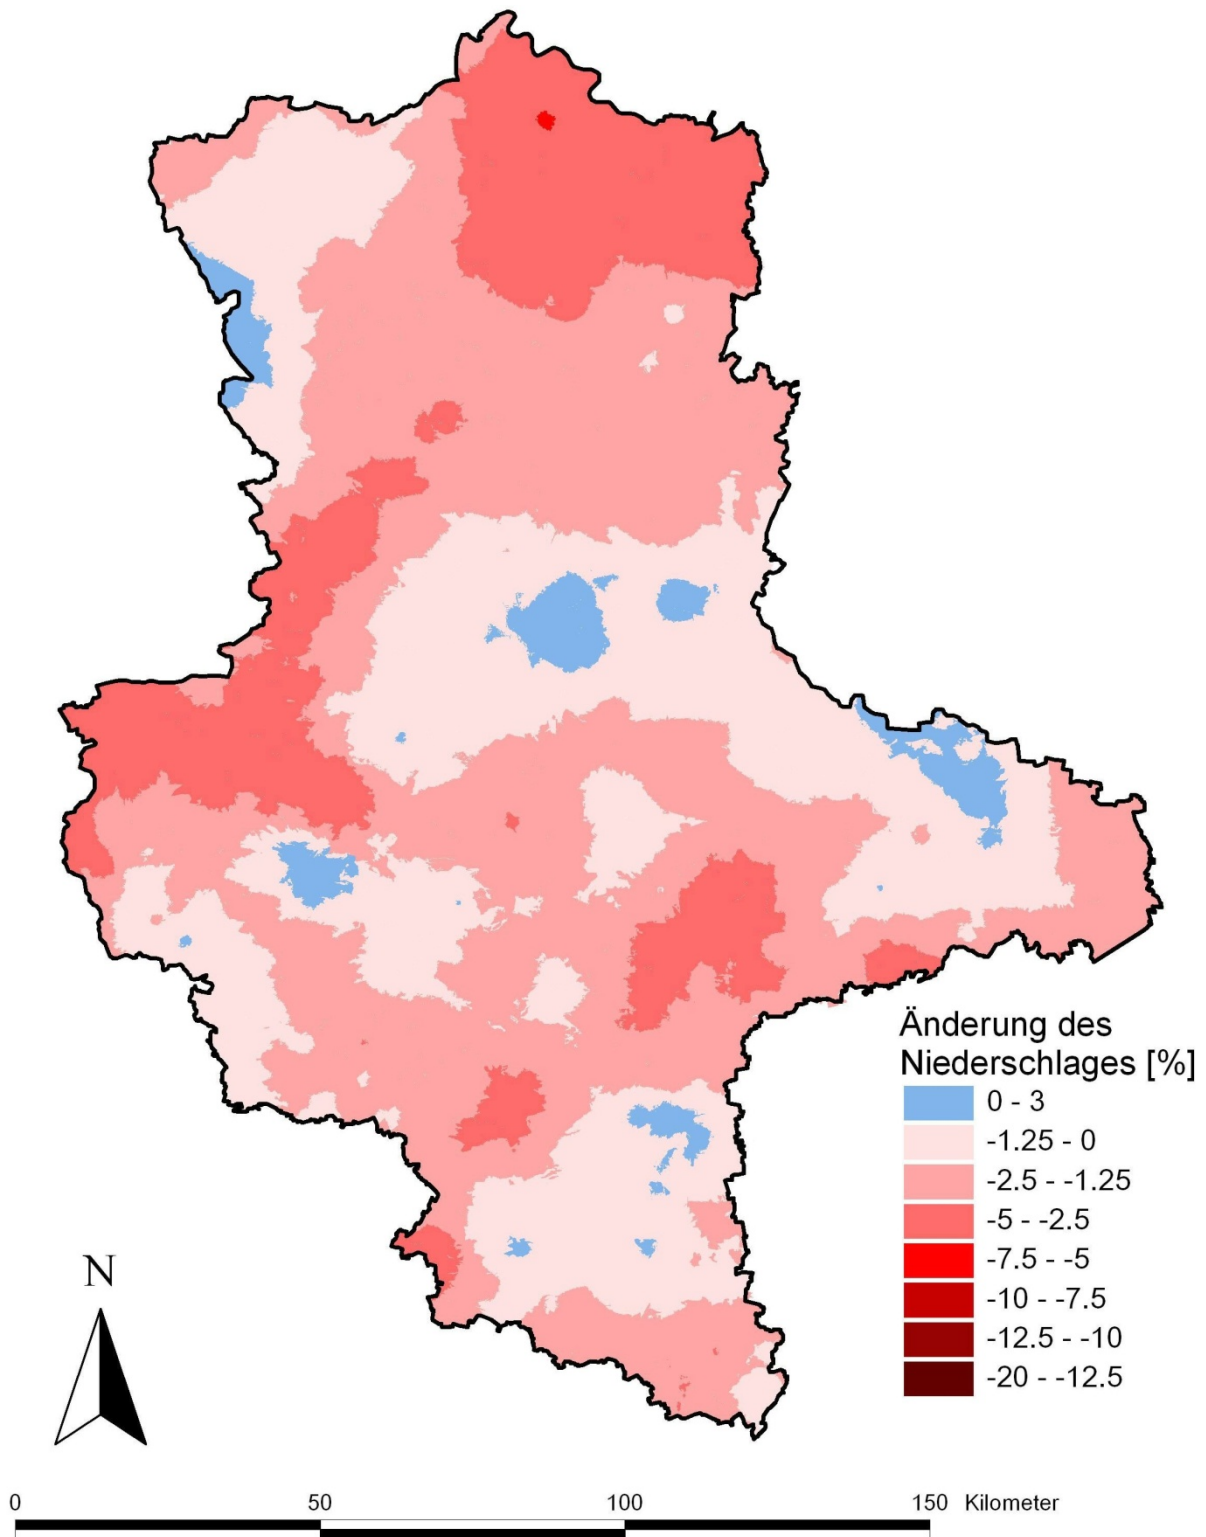 Änderung des
Niederschlages [%]
0 - 3
-1.25 - 0
-2.5 - -1.25
-5 - -2.5
-7.5 - -5
-10 - -7.5
-12.5 - -10
-20 - -12.5
N
0 50 100 150 Kilometer